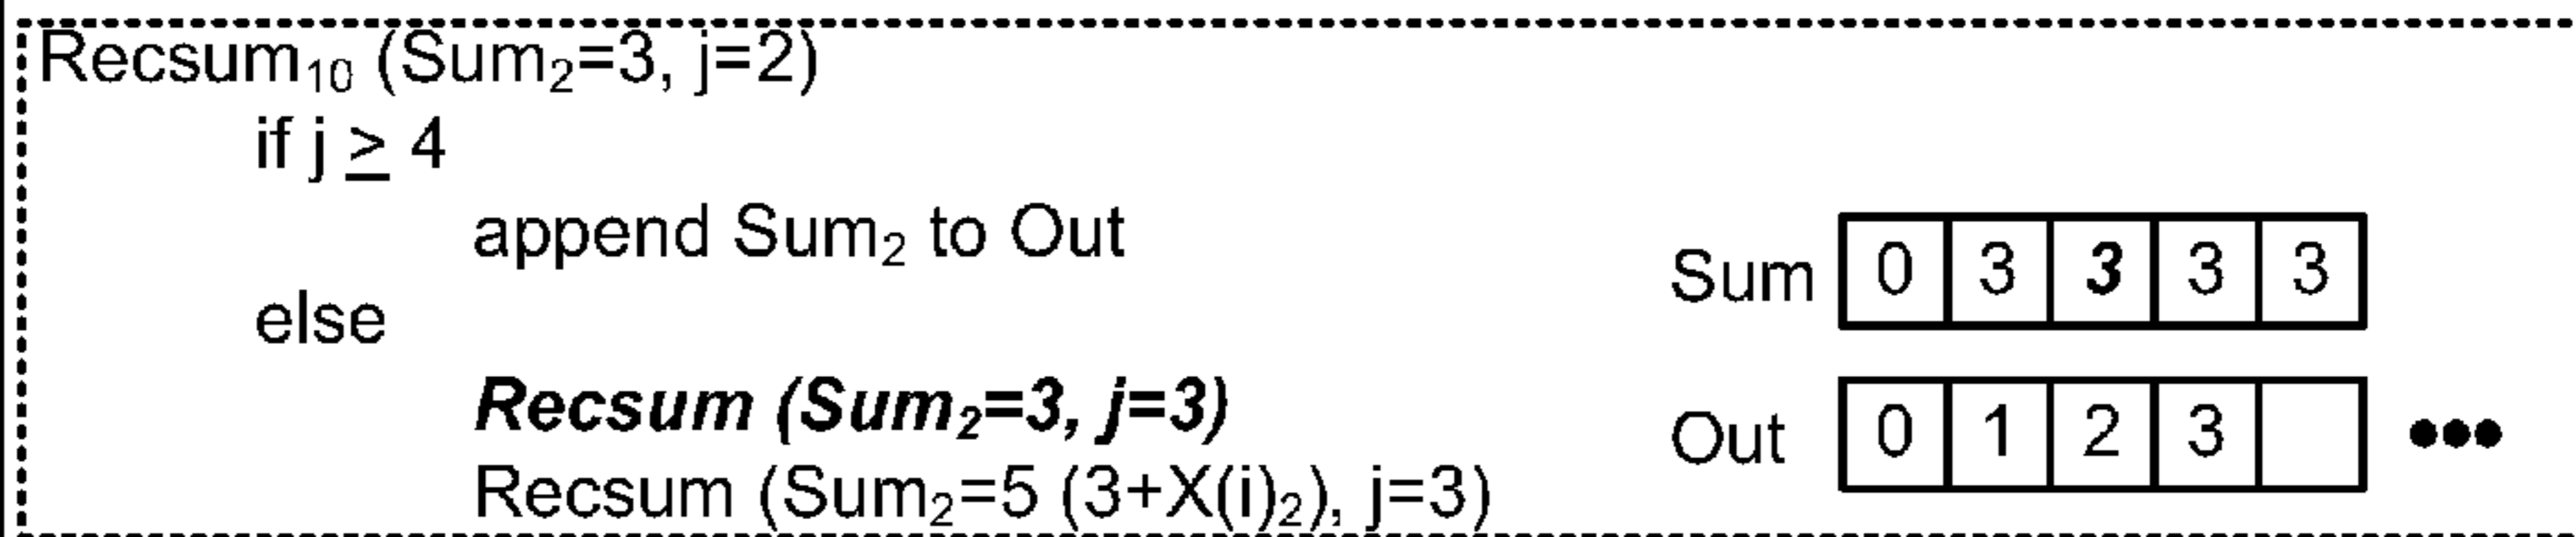 Recsum₁₀ (Sum₂=3, j=2)
if j ≥ 4
append Sum₂ to Out
else
Recsum (Sum₂=3, j=3)
Recsum (Sum₂=5 (3+X(i)₂), j=3)
Sum 0 3 3 3 3
Out 0 1 2 3 •••